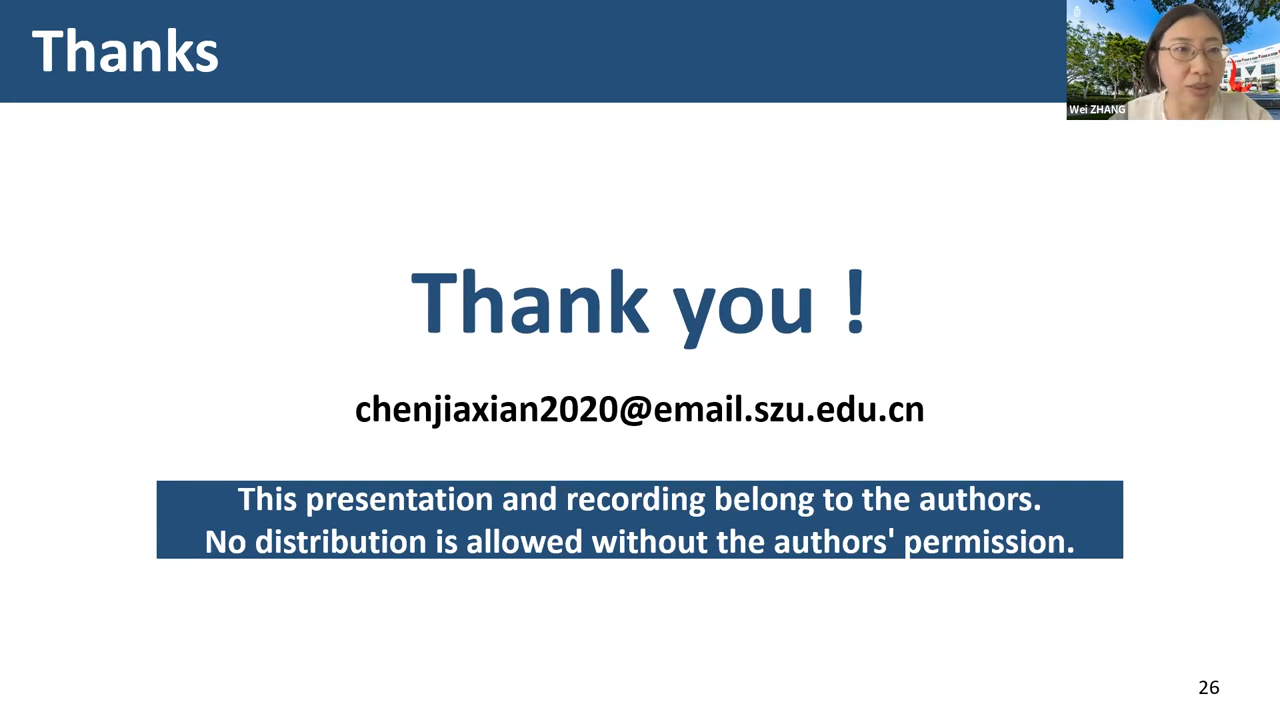 Thanks
Wei ZHANG
Thank you !
chenjiaxian2020@email.szu.edu.cn
This presentation and recording belong to the authors.
No distribution is allowed without the authors' permission.
26